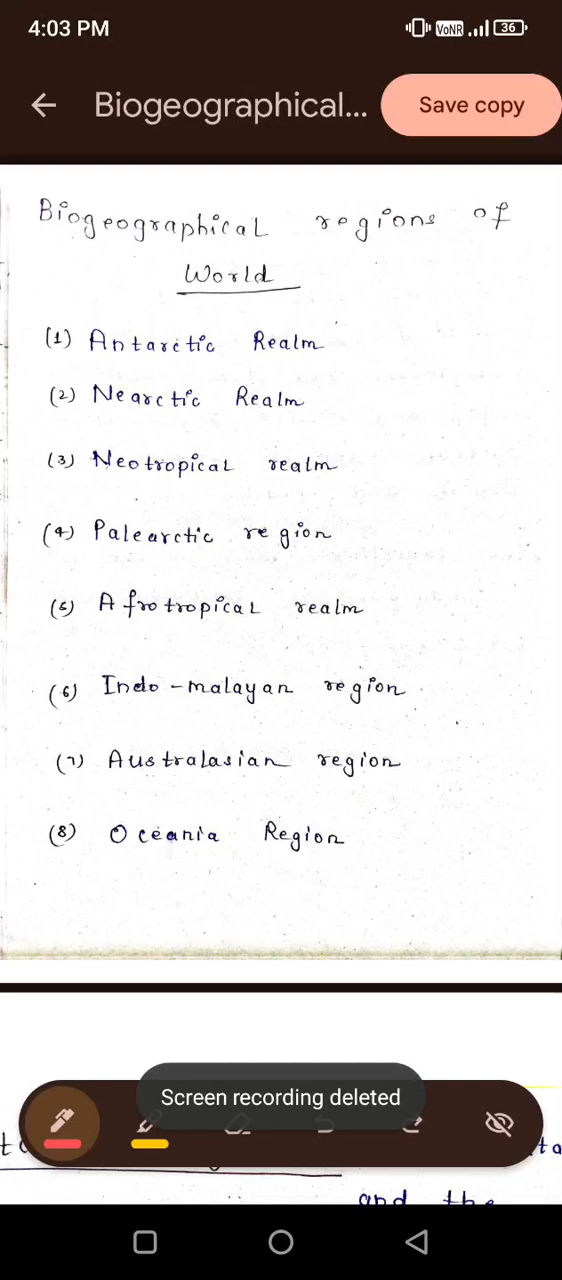 4:03 PM
VoNR 36
Biogeographical... Save copy
Biogeographical regions of
World
(1) Antarctic Realm
(2) Nearctic Realm
(3) Neotropical realm
(4) Palearctic region
(5) Afrotropical realm
(6) Indo-malayan region
(7) Australasian region
(8) Oceania Region
Screen recording deleted
and the